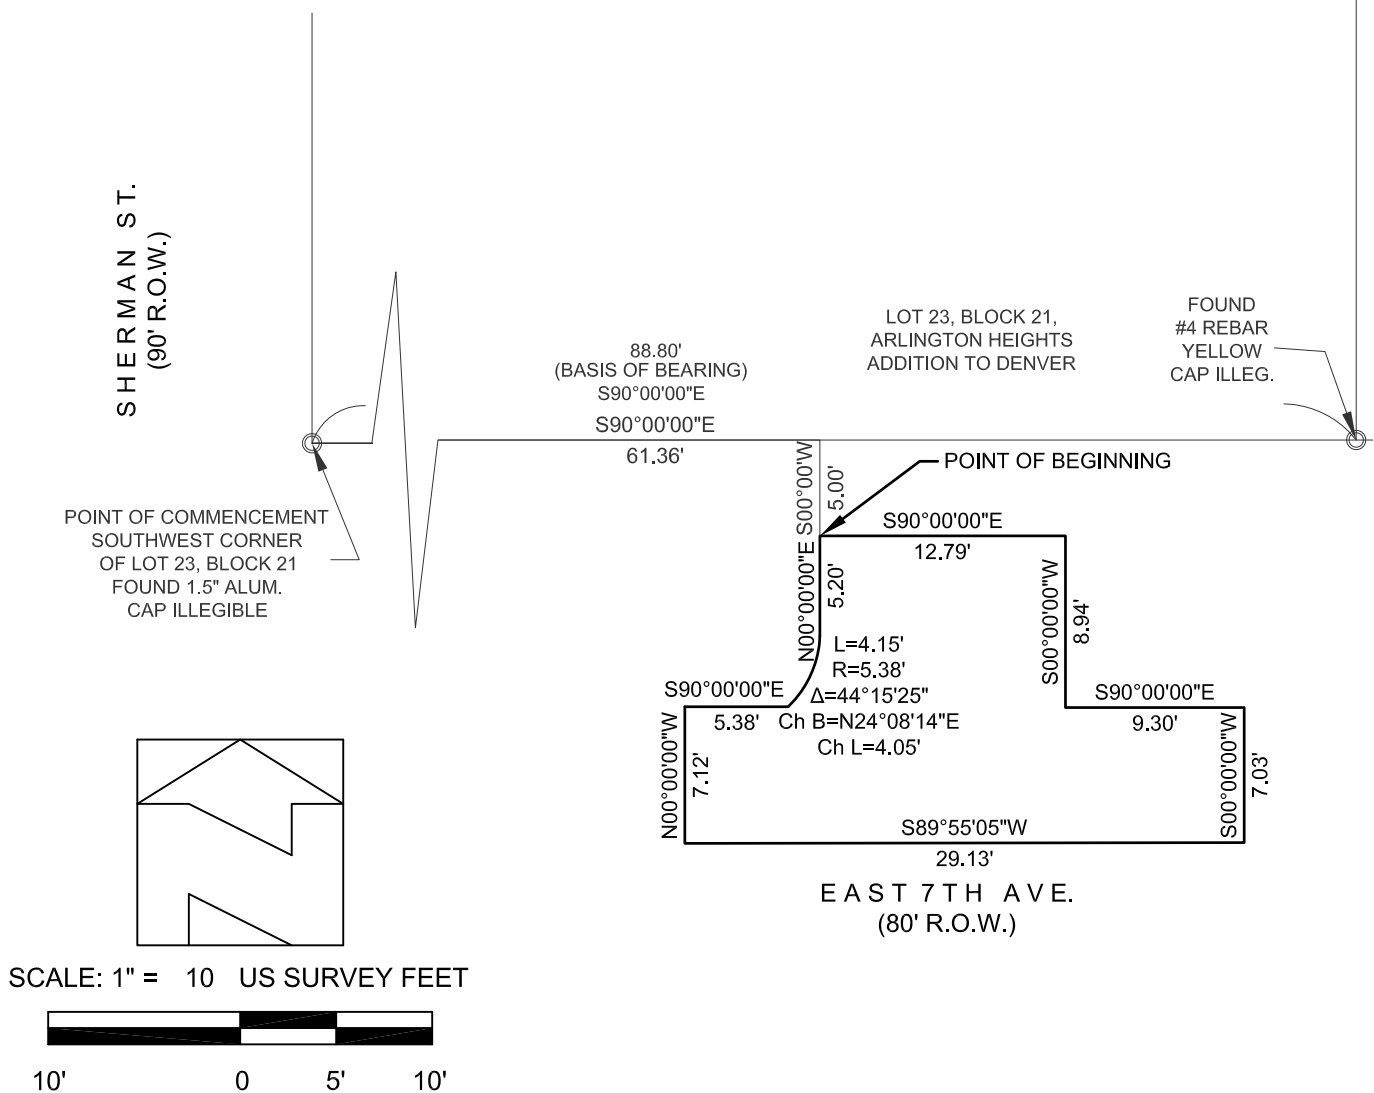 SHERMAN ST.
(90' R.O.W.)
88.80'
(BASIS OF BEARING)
S90°00'00"E
S90°00'00"E
61.36'
LOT 23, BLOCK 21,
ARLINGTON HEIGHTS
ADDITION TO DENVER
FOUND
#4 REBAR
YELLOW
CAP ILLEG.
POINT OF COMMENCEMENT
SOUTHWEST CORNER
OF LOT 23, BLOCK 21
FOUND 1.5" ALUM.
CAP ILLEGIBLE
S00°00'00"W
5.00'
POINT OF BEGINNING
S90°00'00"E
12.79'
N00°00'00"E
5.20'
S00°00'00"W
8.94'
L=4.15'
R=5.38'
Δ=44°15'25"
Ch B=N24°08'14"E
Ch L=4.05'
S90°00'00"E
5.38'
S90°00'00"E
9.30'
N00°00'00"W
7.12'
S00°00'00"W
7.03'
S89°55'05"W
29.13'
EAST 7TH AVE.
(80' R.O.W.)
SCALE: 1" = 10 US SURVEY FEET
10' 0 5' 10'